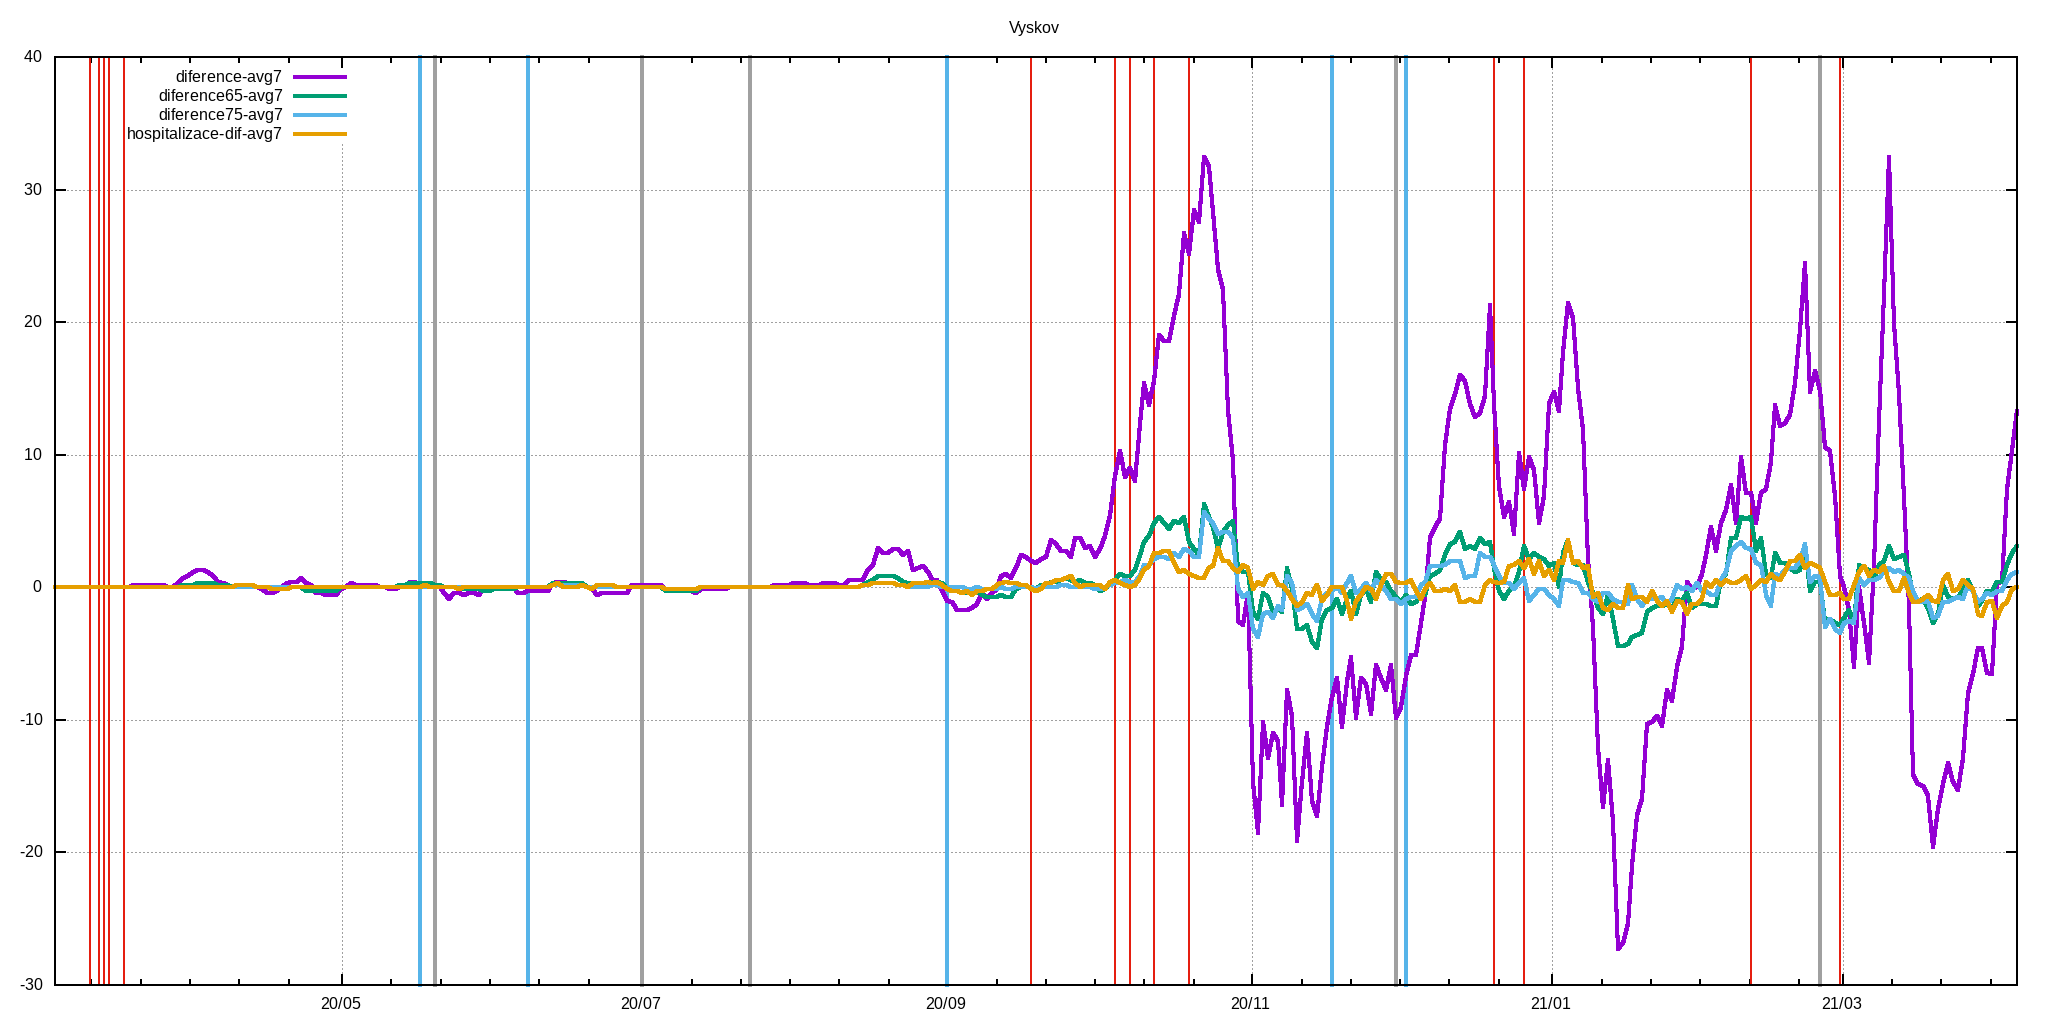 Vyskov
40
30
20
10
0
-10
-20
-30
diference-avg7
diference65-avg7
diference75-avg7
hospitalizace-dif-avg7
20/05 20/07 20/09 20/11 21/01 21/03